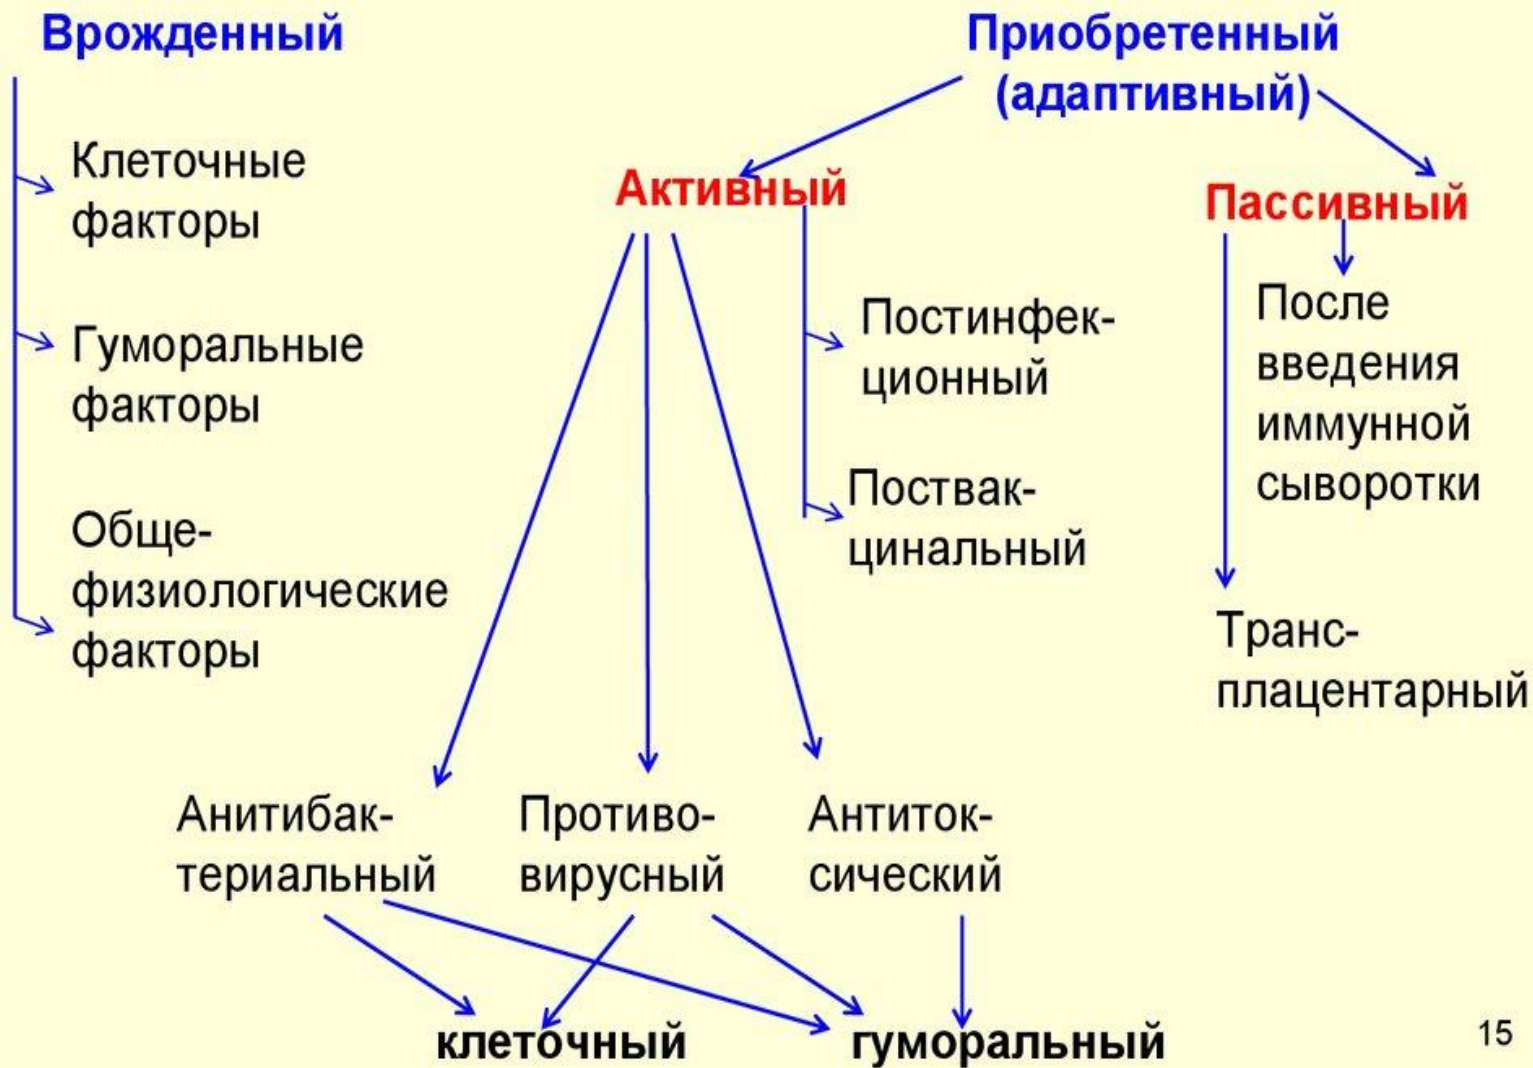 Врожденный
Приобретенный
(адаптивный)
Клеточные
факторы
Гуморальные
факторы
Обще-
физиологические
факторы
Активный
Постинфек-
ционный
Поствак-
цинальный
Пассивный
После
введения
иммунной
сыворотки
Транс-
плацентарный
Анитибак-
териальный
Противо-
вирусный
Антиток-
сический
клеточный
гуморальный
15